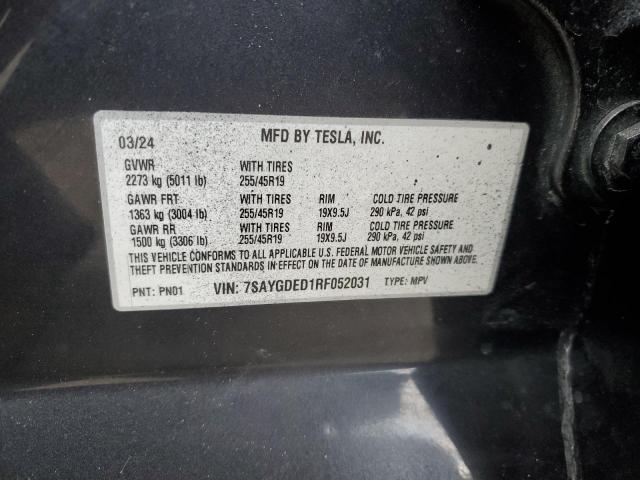 03/24 MFD BY TESLA, INC.
GVWR WITH TIRES
2273 kg (5011 lb) 255/45R19
GAWR FRT WITH TIRES RIM COLD TIRE PRESSURE
1363 kg (3004 lb) 255/45R19 19X9.5J 290 kPa, 42 psi
GAWR RR WITH TIRES RIM COLD TIRE PRESSURE
1500 kg (3306 lb) 255/45R19 19X9.5J 290 kPa, 42 psi
THIS VEHICLE CONFORMS TO ALL APPLICABLE U.S. FEDERAL MOTOR VEHICLE SAFETY AND
THEFT PREVENTION STANDARDS IN EFFECT ON THE DATE OF MANUFACTURE SHOWN ABOVE.
PNT: PN01 VIN: 7SAYGDED1RF052031 TYPE: MPV